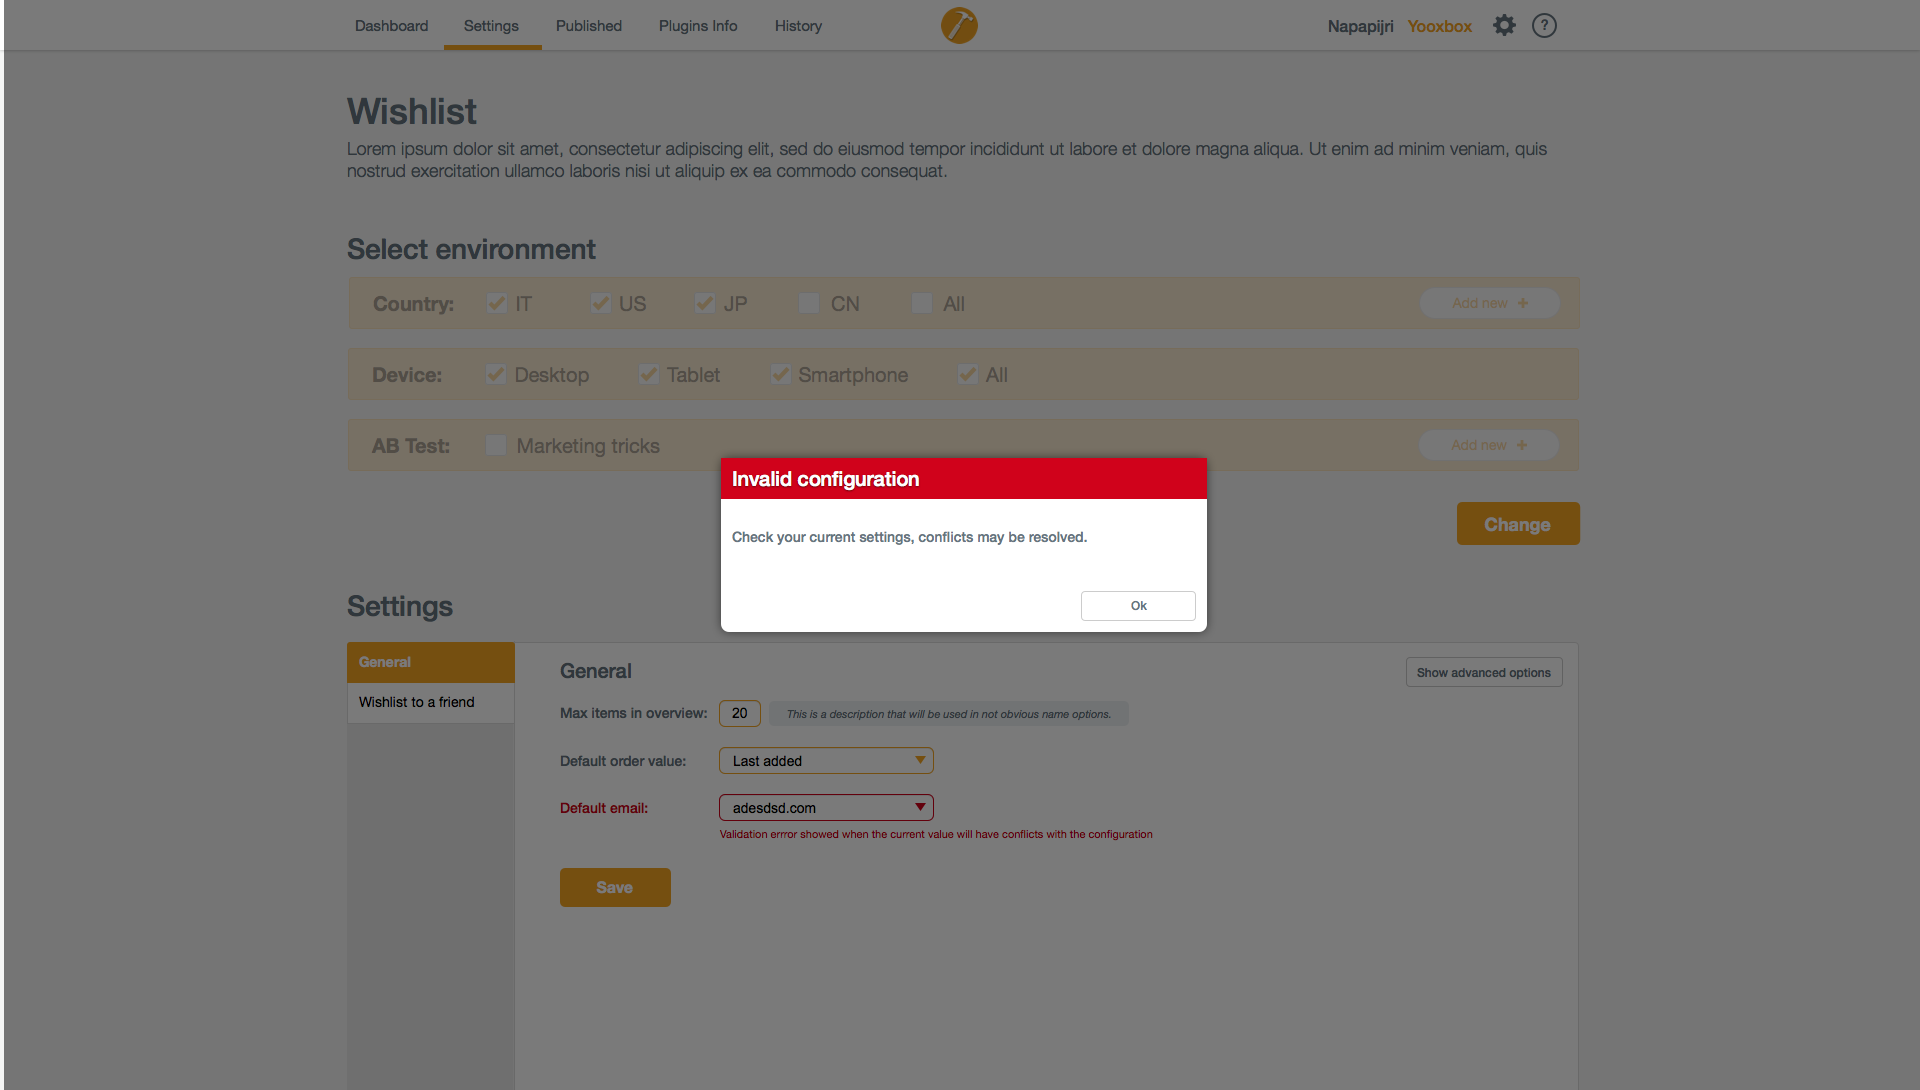 Dashboard Settings Published Plugins Info History Napapijri Yooxbox ?
Wishlist
Lorem ipsum dolor sit amet, consectetur adipiscing elit, sed do eiusmod tempor incididunt ut labore et dolore magna aliqua. Ut enim ad minim veniam, quis
nostrud exercitation ullamco laboris nisi ut aliquip ex ea commodo consequat.
Select environment
Country: IT US JP CN All Add new +
Device: Desktop Tablet Smartphone All
AB Test: Marketing tricks Add new +
Invalid configuration
Check your current settings, conflicts may be resolved.
Ok
Change
Settings
General
Wishlist to a friend
General
Show advanced options
Max items in overview: 20 This is a description that will be used in not obvious name options.
Default order value: Last added
Default email: adesdsd.com
Validation errror showed when the current value will have conflicts with the configuration
Save